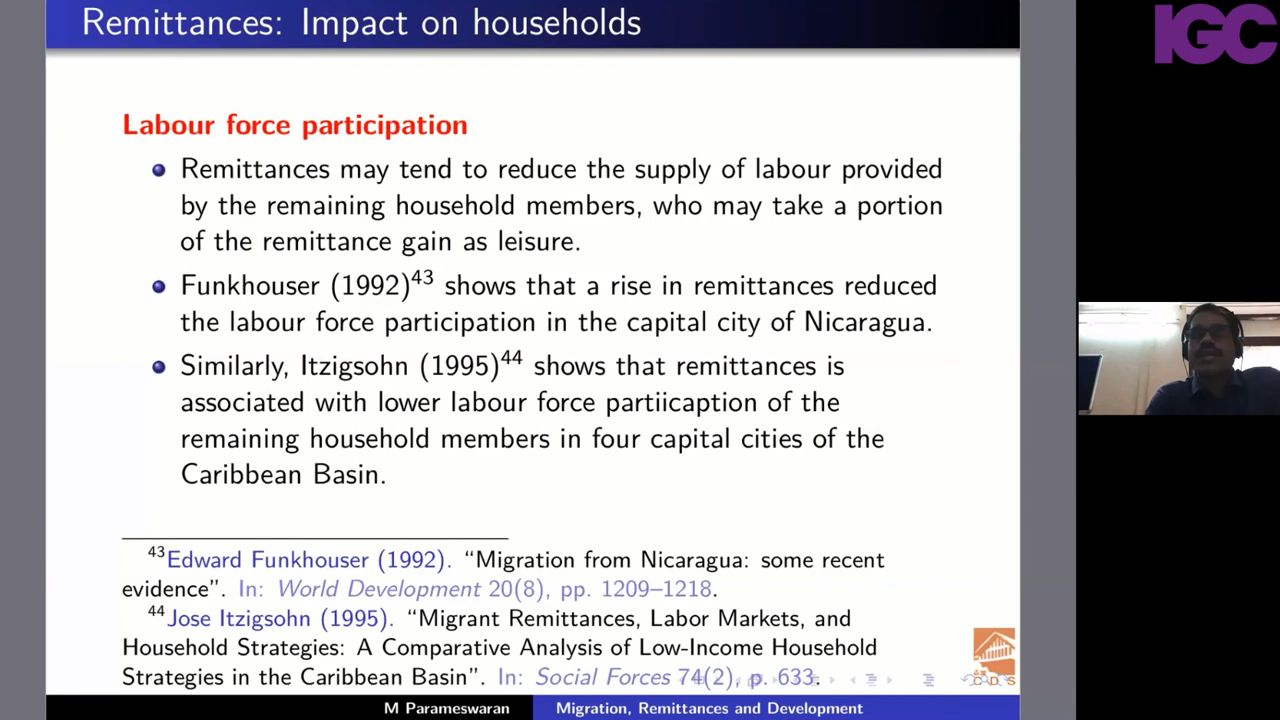 Remittances: Impact on households
IGC
Labour force participation
Remittances may tend to reduce the supply of labour provided
by the remaining household members, who may take a portion
of the remittance gain as leisure.
Funkhouser (1992)43 shows that a rise in remittances reduced
the labour force participation in the capital city of Nicaragua.
Similarly, Itzigsohn (1995)44 shows that remittances is
associated with lower labour force partiicaption of the
remaining household members in four capital cities of the
Caribbean Basin.
43Edward Funkhouser (1992). “Migration from Nicaragua: some recent
evidence”. In: World Development 20(8), pp. 1209–1218.
44Jose Itzigsohn (1995). “Migrant Remittances, Labor Markets, and
Household Strategies: A Comparative Analysis of Low-Income Household
Strategies in the Caribbean Basin”. In: Social Forces 74(2), p. 633.
CDS
M Parameswaran
Migration, Remittances and Development